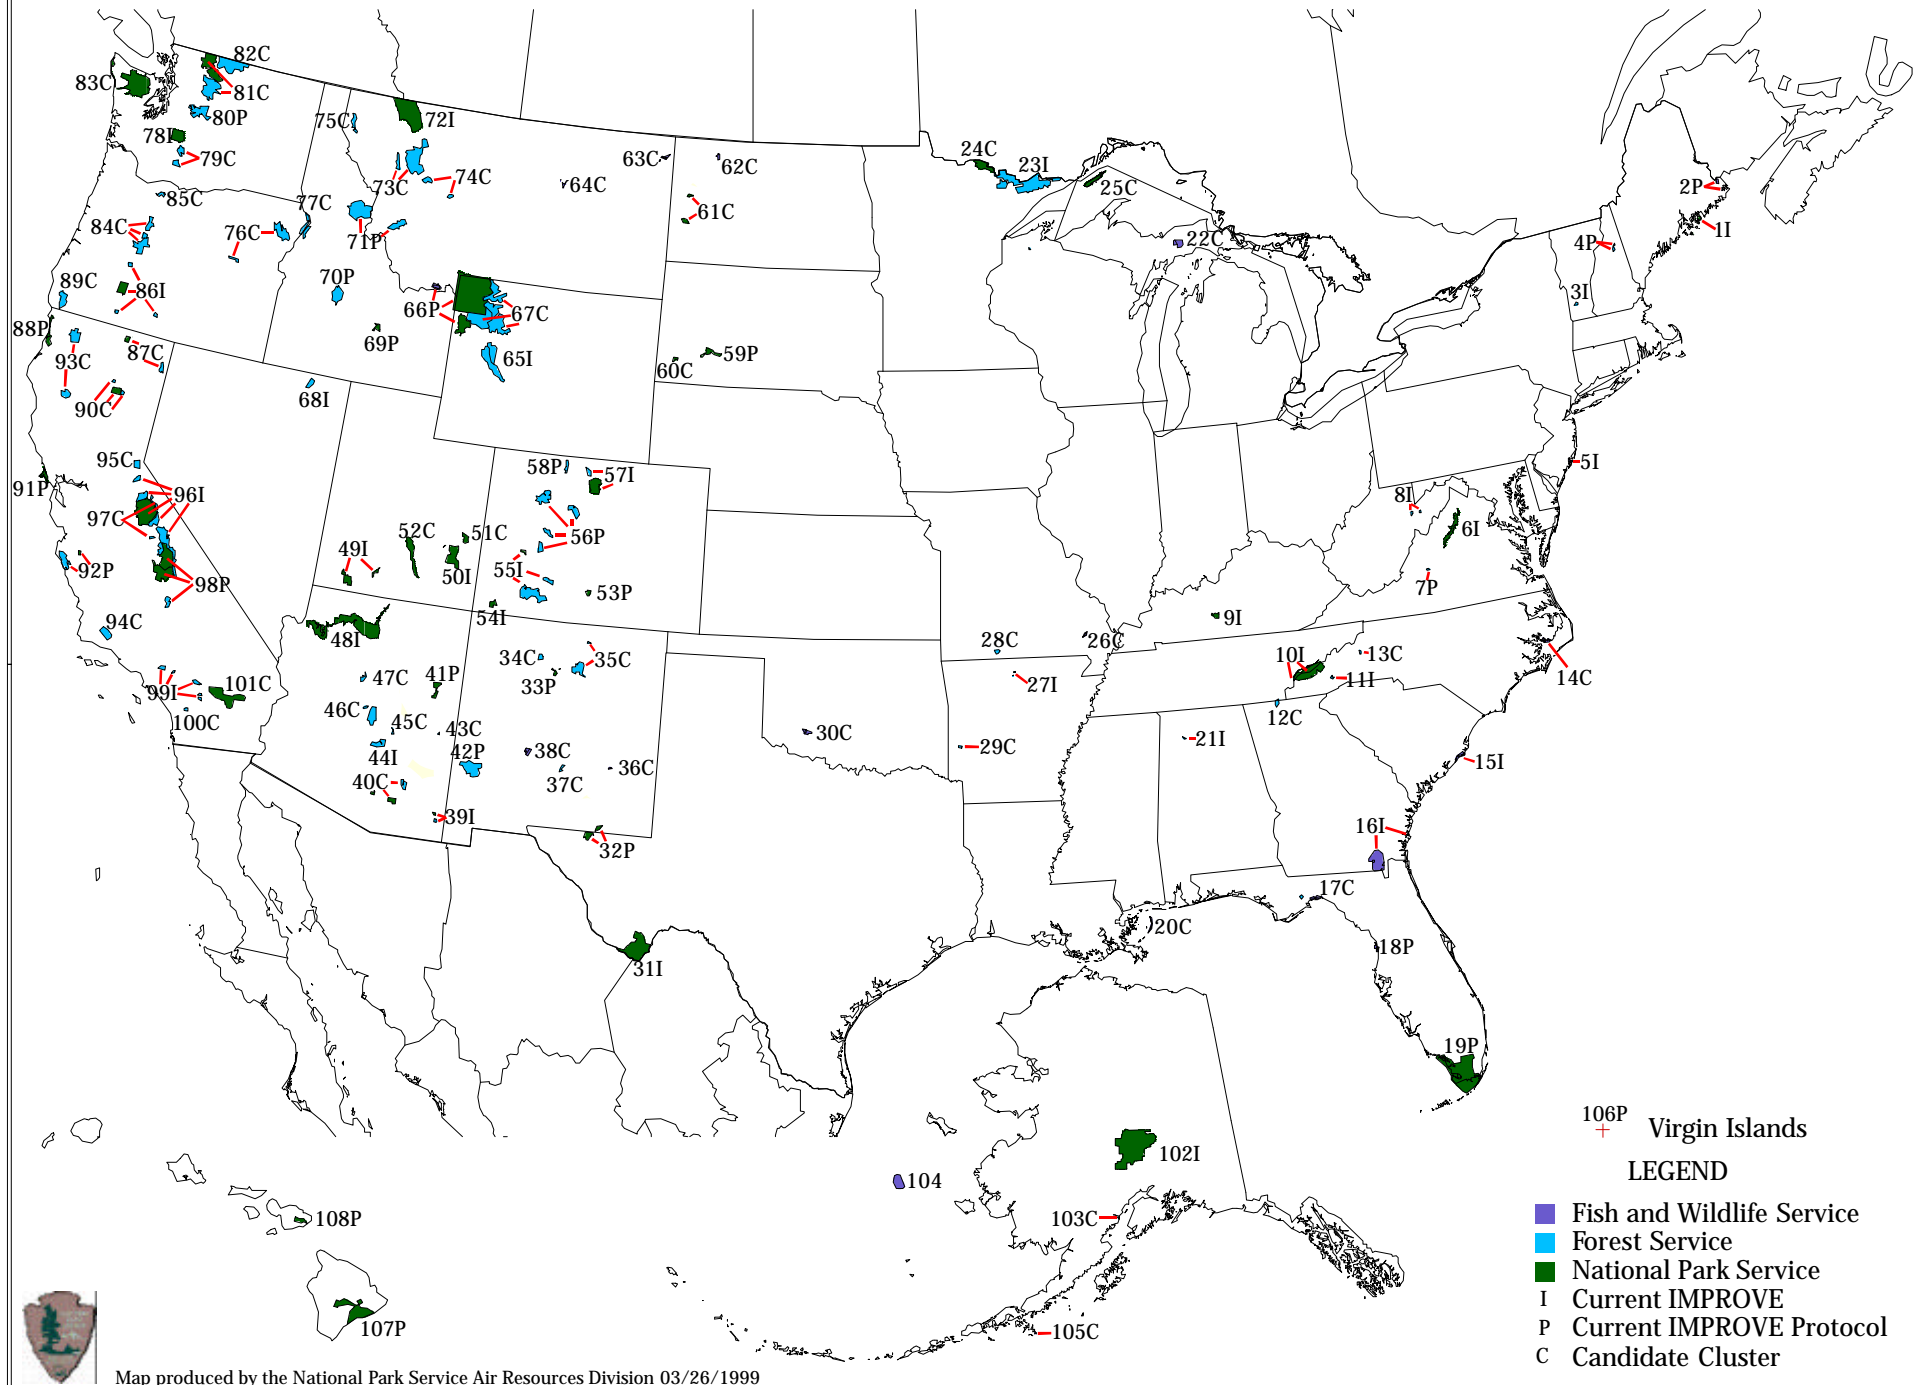 82C
83C
81C
80P
75C
72I
78I
79C
63C
62C
24C
23I
73C
74C
64C
25C
2P
85C
77C
61C
84C
76C
71P
22C
4P
1I
89C
70P
86I
3I
66P
67C
88P
69P
87C
59P
93C
65I
60C
68I
90C
95C
58P
57I
5I
91P
96I
8I
97C
52C
51C
6I
49I
56P
92P
50I
55I
98P
53P
7P
94C
54I
9I
48I
28C
26C
34C
35C
10I
13C
99I
101C
47C
41P
33P
27I
11I
14C
46C
45C
43C
12C
100C
30C
44I
42P
38C
29C
21I
40C
37C
36C
15I
39I
16I
32P
17C
20C
31I
18P
19P
106P
Virgin Islands
102I
LEGEND
104
108P
103C
Fish and Wildlife Service
Forest Service
National Park Service
I Current IMPROVE
107P
105C
P Current IMPROVE Protocol
C Candidate Cluster
Map produced by the National Park Service Air Resources Division 03/26/1999